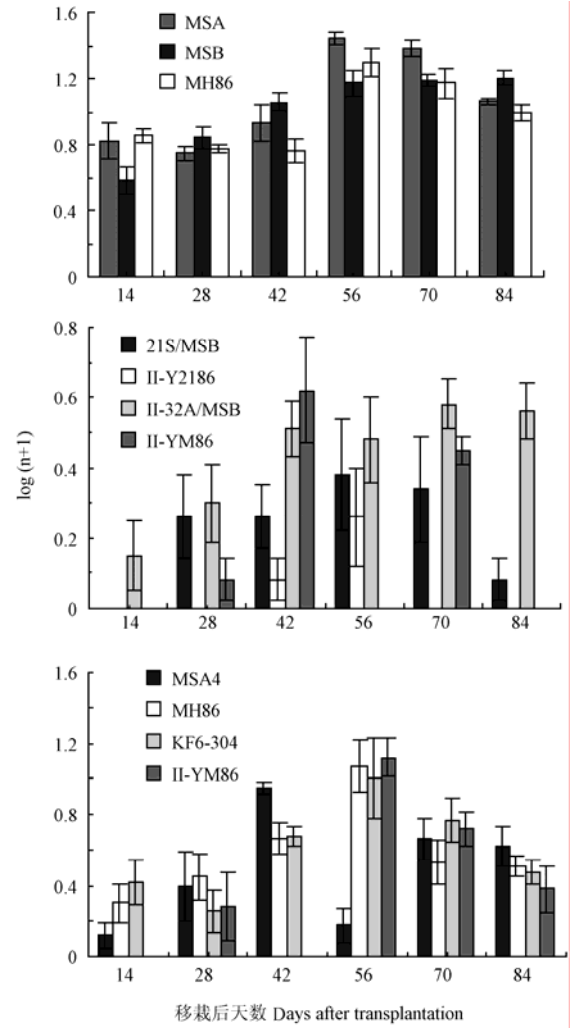 1.6
1.2
0.8
0.4
0
MSA
MSB
MH86
14 28 42 56 70 84
log (n+1)
0.8
0.6
0.4
0.2
0
21S/MSB
II-Y2186
II-32A/MSB
II-YM86
14 28 42 56 70 84
1.6
1.2
0.8
0.4
0
MSA4
MH86
KF6-304
II-YM86
14 28 42 56 70 84
移栽后天数 Days after transplantation